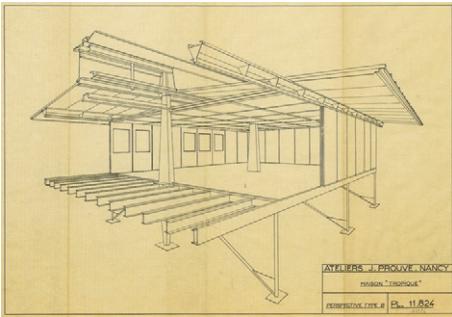 ATELIERS J. PROUVÉ. NANCY
MAISON "TROPIQUE"
PERSPECTIVE TYPE B PL. 11.824